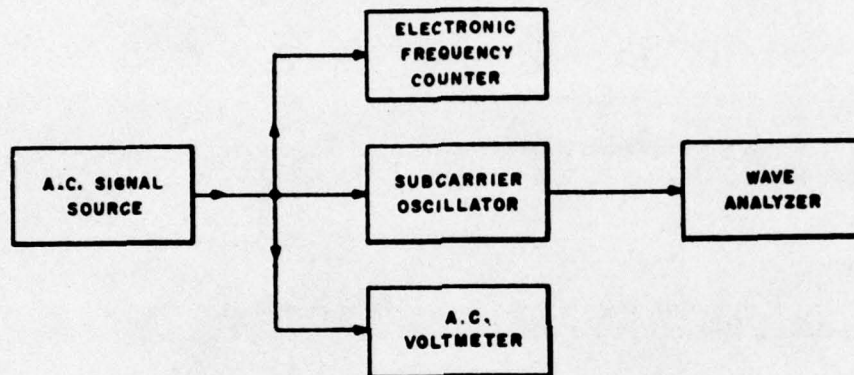 ELECTRONIC
FREQUENCY
COUNTER
A.C. SIGNAL
SOURCE
SUBCARRIER
OSCILLATOR
WAVE
ANALYZER
A.C.
VOLTMETER